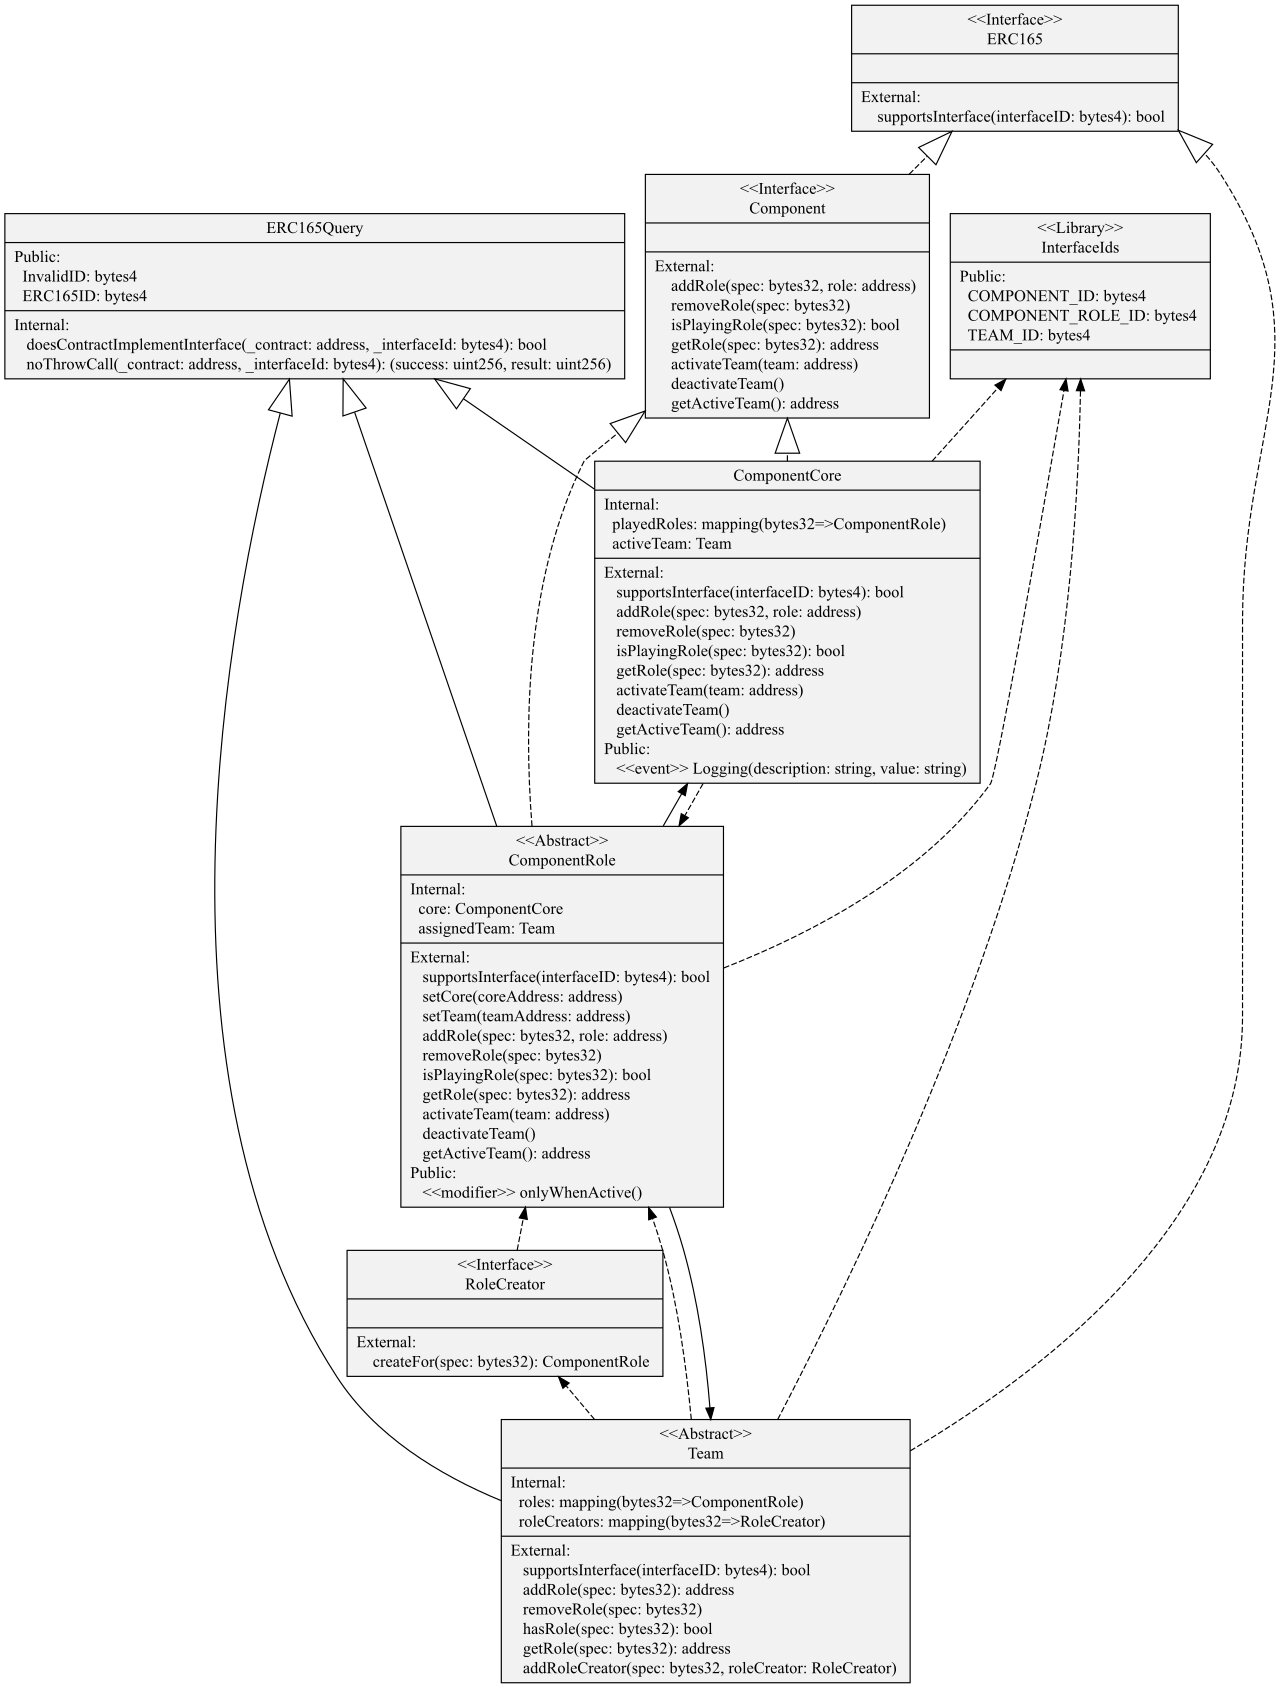 <<Interface>>
ERC165
External:
supportsInterface(interfaceID: bytes4): bool
<<Interface>>
Component
External:
addRole(spec: bytes32, role: address)
removeRole(spec: bytes32)
isPlayingRole(spec: bytes32): bool
getRole(spec: bytes32): address
activateTeam(team: address)
deactivateTeam()
getActiveTeam(): address
ERC165Query
Public:
InvalidID: bytes4
ERC165ID: bytes4
Internal:
doesContractImplementInterface(_contract: address, _interfaceId: bytes4): bool
noThrowCall(_contract: address, _interfaceId: bytes4): (success: uint256, result: uint256)
<<Library>>
InterfaceIds
Public:
COMPONENT_ID: bytes4
COMPONENT_ROLE_ID: bytes4
TEAM_ID: bytes4
ComponentCore
Internal:
playedRoles: mapping(bytes32=>ComponentRole)
activeTeam: Team
External:
supportsInterface(interfaceID: bytes4): bool
addRole(spec: bytes32, role: address)
removeRole(spec: bytes32)
isPlayingRole(spec: bytes32): bool
getRole(spec: bytes32): address
activateTeam(team: address)
deactivateTeam()
getActiveTeam(): address
Public:
<<event>> Logging(description: string, value: string)
<<Abstract>>
ComponentRole
Internal:
core: ComponentCore
assignedTeam: Team
External:
supportsInterface(interfaceID: bytes4): bool
setCore(coreAddress: address)
setTeam(teamAddress: address)
addRole(spec: bytes32, role: address)
removeRole(spec: bytes32)
isPlayingRole(spec: bytes32): bool
getRole(spec: bytes32): address
activateTeam(team: address)
deactivateTeam()
getActiveTeam(): address
Public:
<<modifier>> onlyWhenActive()
<<Interface>>
RoleCreator
External:
createFor(spec: bytes32): ComponentRole
<<Abstract>>
Team
Internal:
roles: mapping(bytes32=>ComponentRole)
roleCreators: mapping(bytes32=>RoleCreator)
External:
supportsInterface(interfaceID: bytes4): bool
addRole(spec: bytes32): address
removeRole(spec: bytes32)
hasRole(spec: bytes32): bool
getRole(spec: bytes32): address
addRoleCreator(spec: bytes32, roleCreator: RoleCreator)